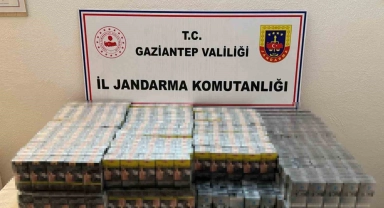 T.C.
GAZİANTEP VALİLİĞİ
İL JANDARMA KOMUTANLIĞI